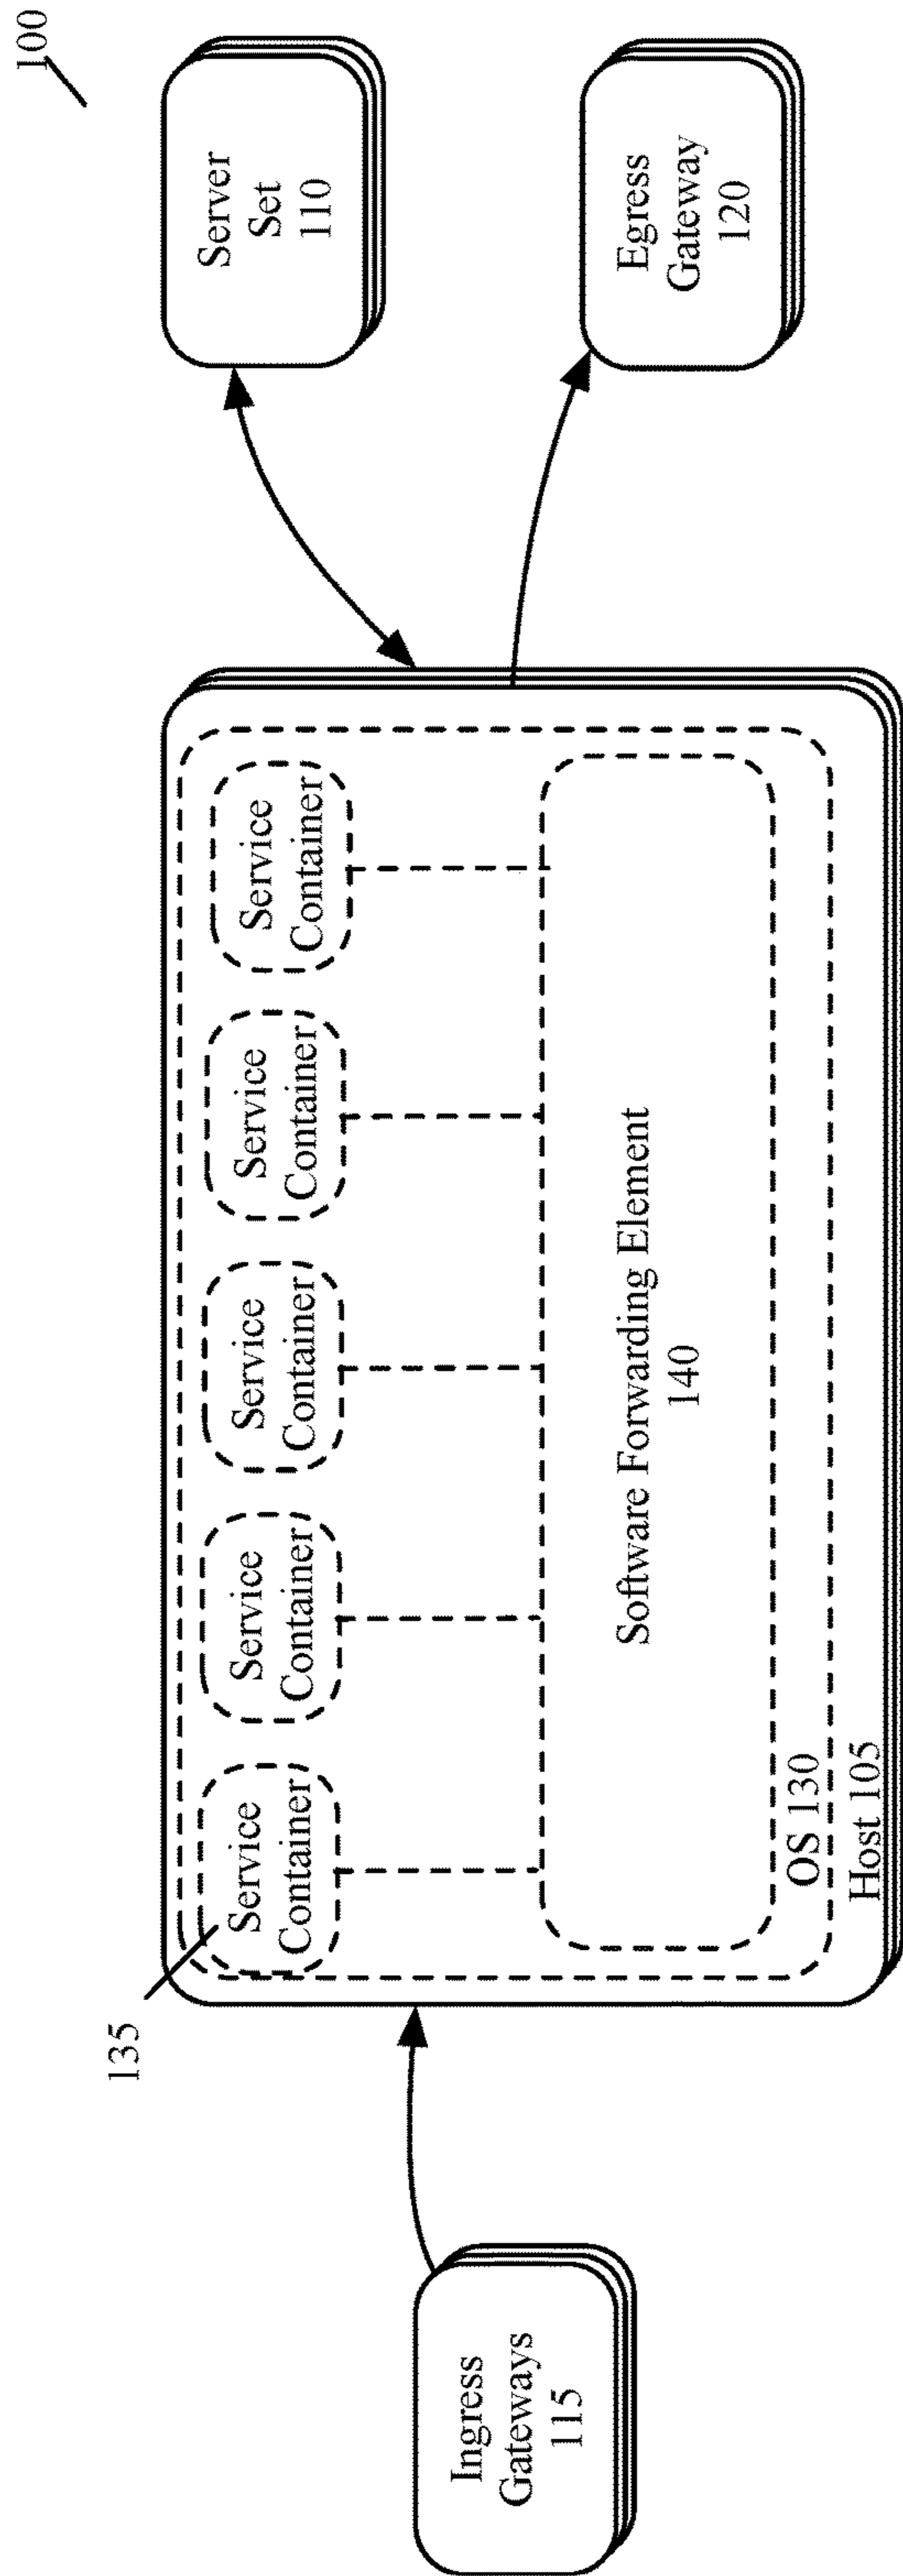 100
Server
Set
110
Egress
Gateway
120
135
Service
Container
Service
Container
Service
Container
Service
Container
Service
Container
Software Forwarding Element
140
OS 130
Host 105
Ingress
Gateways
115